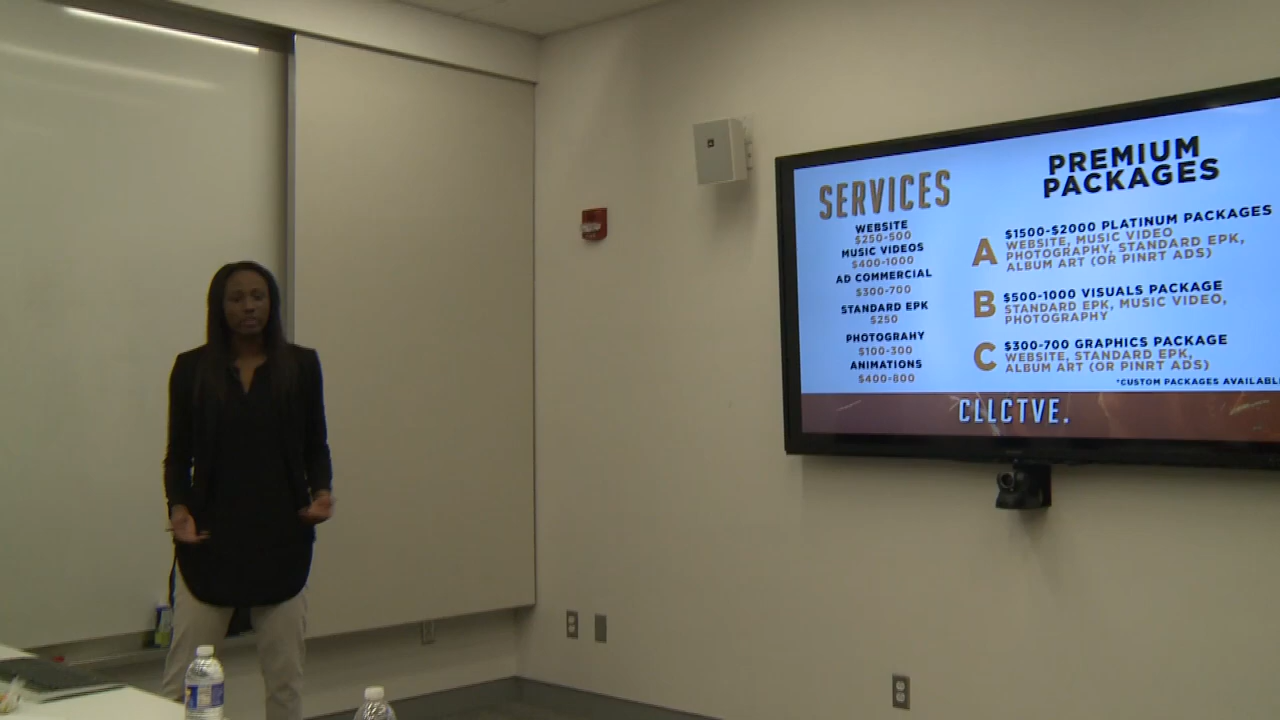 SERVICES
WEBSITE
$250-500
MUSIC VIDEOS
$400-1000
AD COMMERCIAL
$300-700
STANDARD EPK
$250
PHOTOGRAHY
$100-300
ANIMATIONS
$400-800
PREMIUM
PACKAGES
A
$1500-$2000 PLATINUM PACKAGES
WEBSITE, MUSIC VIDEO
PHOTOGRAPHY, STANDARD EPK,
ALBUM ART (OR PINRT ADS)
B
$500-1000 VISUALS PACKAGE
STANDARD EPK, MUSIC VIDEO,
PHOTOGRAPHY
C
$300-700 GRAPHICS PACKAGE
WEBSITE, STANDARD EPK,
ALBUM ART (OR PINRT ADS)
*CUSTOM PACKAGES AVAILABL
CLLCTVE.